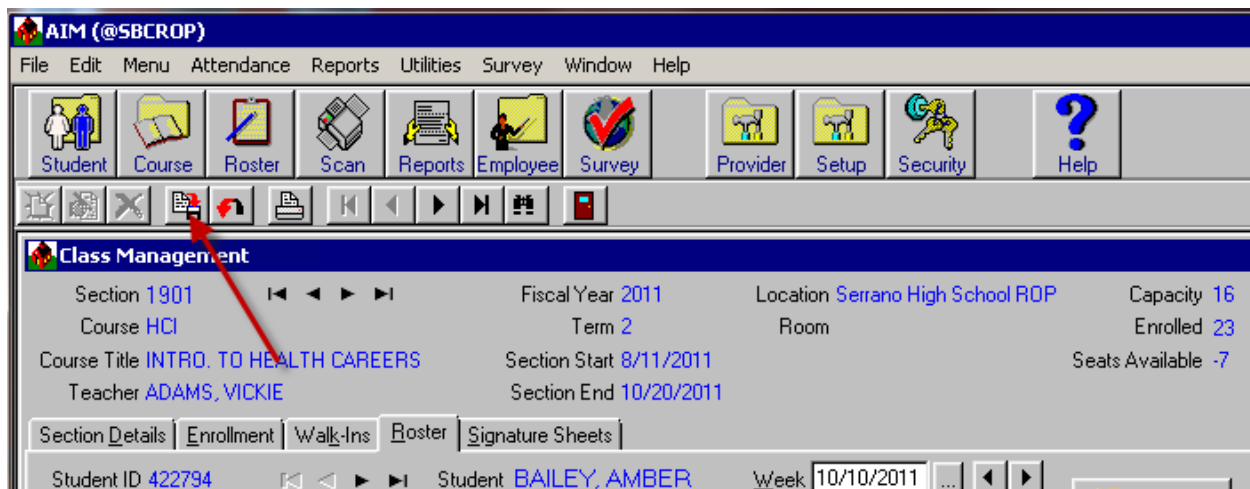 AIM (@SBCROP)
File Edit Menu Attendance Reports Utilities Survey Window Help
Student Course Roster Scan Reports Employee Survey Provider Setup Security Help
Class Management
Section 1901 Fiscal Year 2011 Location Serrano High School ROP Capacity 16
Course HCI Term 2 Room Enrolled 23
Course Title INTRO. TO HEALTH CAREERS Section Start 8/11/2011 Seats Available -7
Teacher ADAMS, VICKIE Section End 10/20/2011
Section Details Enrollment Walk-Ins Roster Signature Sheets
Student ID 422794 Student BAILEY, AMBER Week 10/10/2011 ...